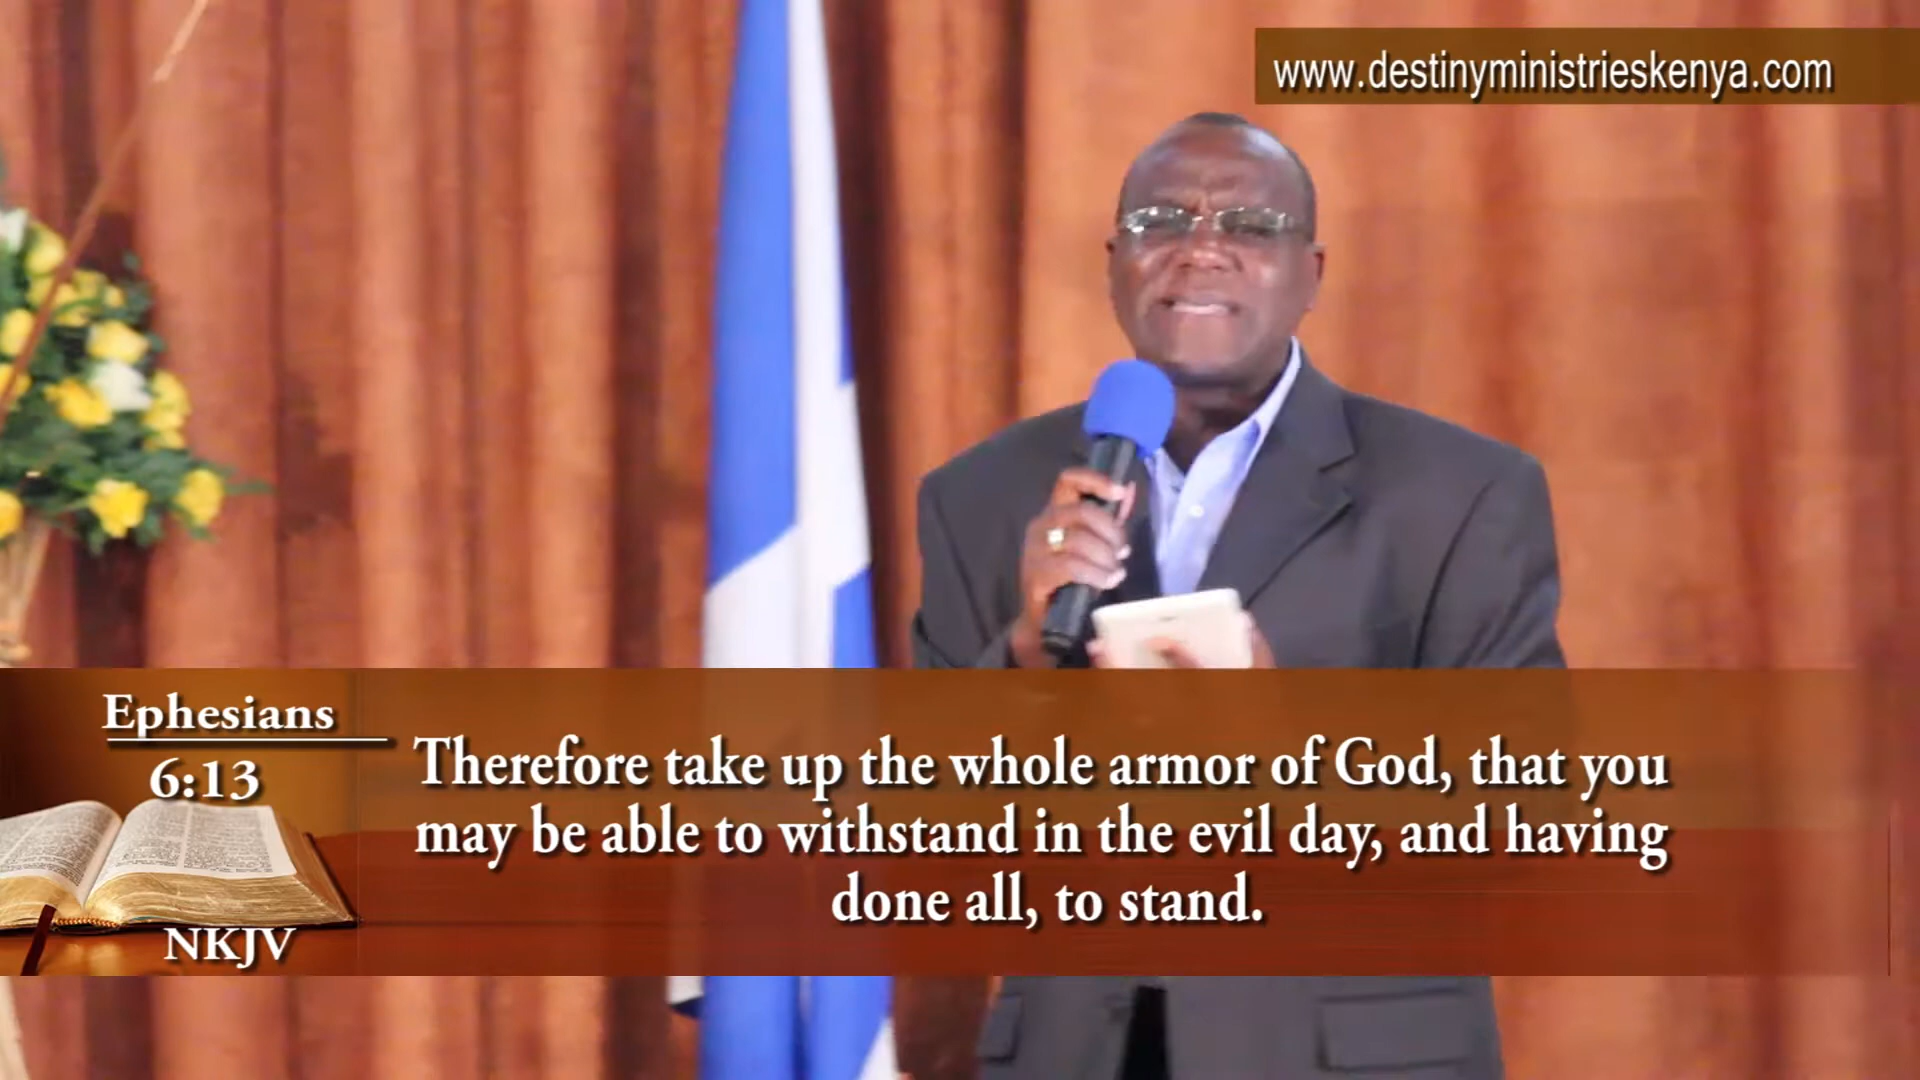 www.destinyministrieskenya.com
Ephesians
6:13
NKJV
Therefore take up the whole armor of God, that you
may be able to withstand in the evil day, and having
done all, to stand.